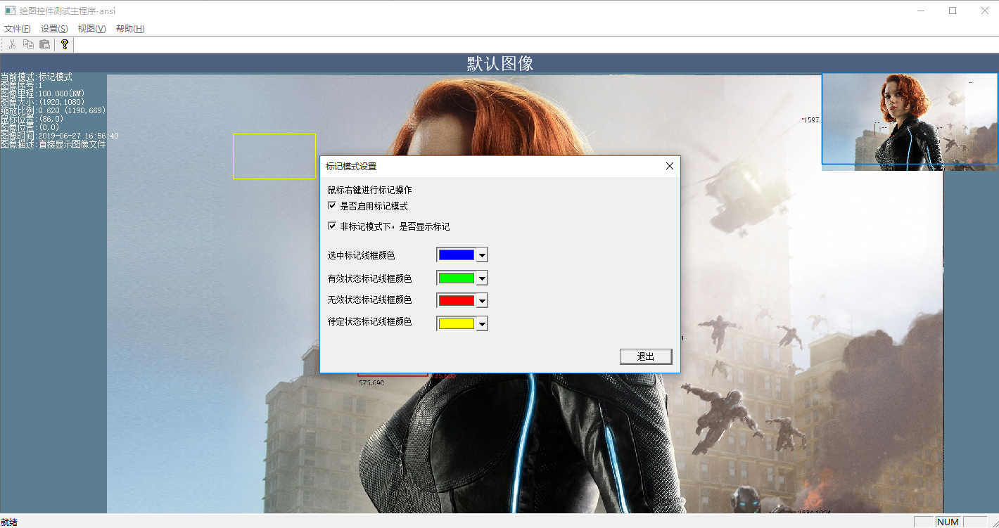 绘图控件测试主程序-ansi
文件(F) 设置(S) 视图(V) 帮助(H)
默认图像
当前模式:标记模式
图像序号:1
图像里程:100.000(KM)
图像大小:(1920,1080)
缩放比例:0.620 (1190,669)
鼠标位置:(86,0)
图像位置:(0,0)
图像时间:2019-06-27 16:56:40
图像描述:直接显示图像文件
*1597.
标记模式设置
鼠标右键进行标记操作
是否启用标记模式
非标记模式下，是否显示标记
选中标记线框颜色
有效状态标记线框颜色
无效状态标记线框颜色
待定状态标记线框颜色
退出
575.690
就绪
NUM